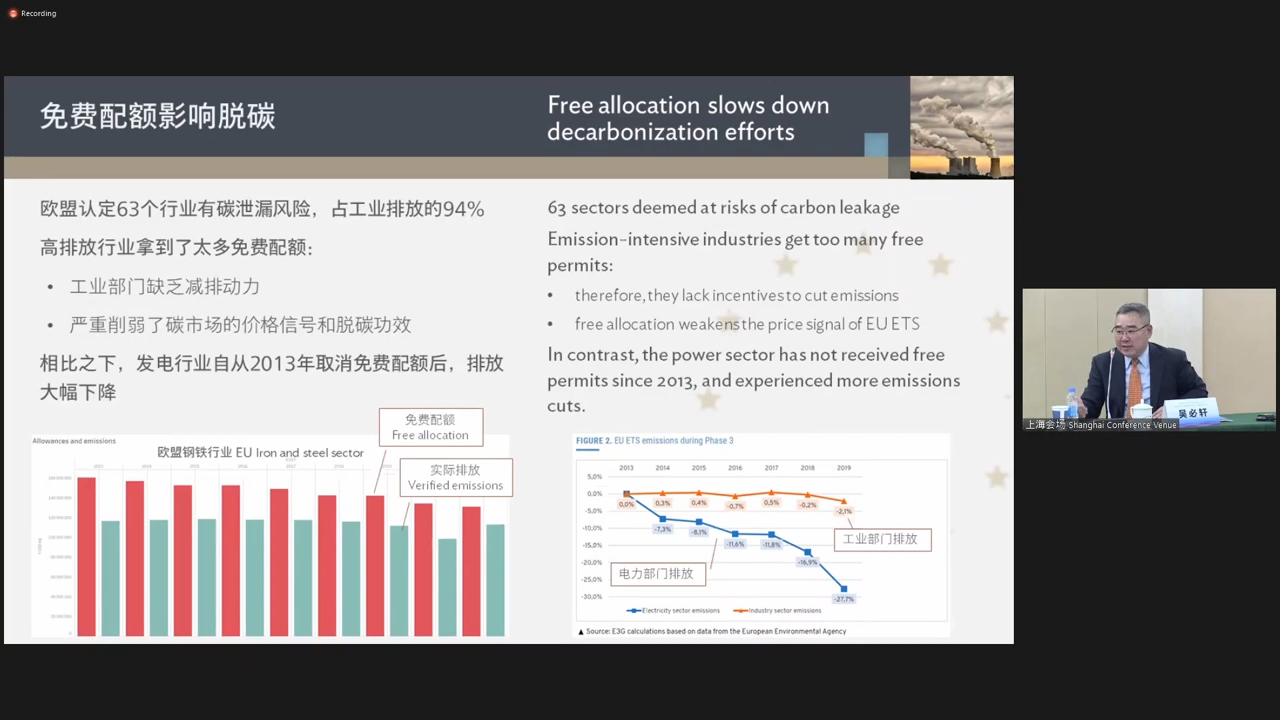 Recording
免费配额影响脱碳
Free allocation slows down
decarbonization efforts
欧盟认定63个行业有碳泄漏风险，占工业排放的94%
高排放行业拿到了太多免费配额：
• 工业部门缺乏减排动力
• 严重削弱了碳市场的价格信号和脱碳功效
相比之下，发电行业自从2013年取消免费配额后，排放
大幅下降
63 sectors deemed at risks of carbon leakage
Emission-intensive industries get too many free
permits:
• therefore, they lack incentives to cut emissions
• free allocation weakens the price signal of EU ETS
In contrast, the power sector has not received free
permits since 2013, and experienced more emissions
cuts.
Allowances and emissions
欧盟钢铁行业 EU Iron and steel sector
免费配额
Free allocation
实际排放
Verified emissions
FIGURE 2. EU ETS emissions during Phase 3
2013 2014 2015 2016 2017 2018 2019
5,0%
0,0%
-5,0%
-10,0%
-15,0%
-20,0%
-25,0%
-30,0%
0,0% 0,3% 0,4% -0,7% 0,5% -0,2% -2,1%
-7,3% -8,1% -11,6% -11,8% -16,9% -27,7%
工业部门排放
电力部门排放
Electricity sector emissions Industry sector emissions
▲ Source: E3G calculations based on data from the European Environmental Agency
吴必轩
上海会场 Shanghai Conference Venue